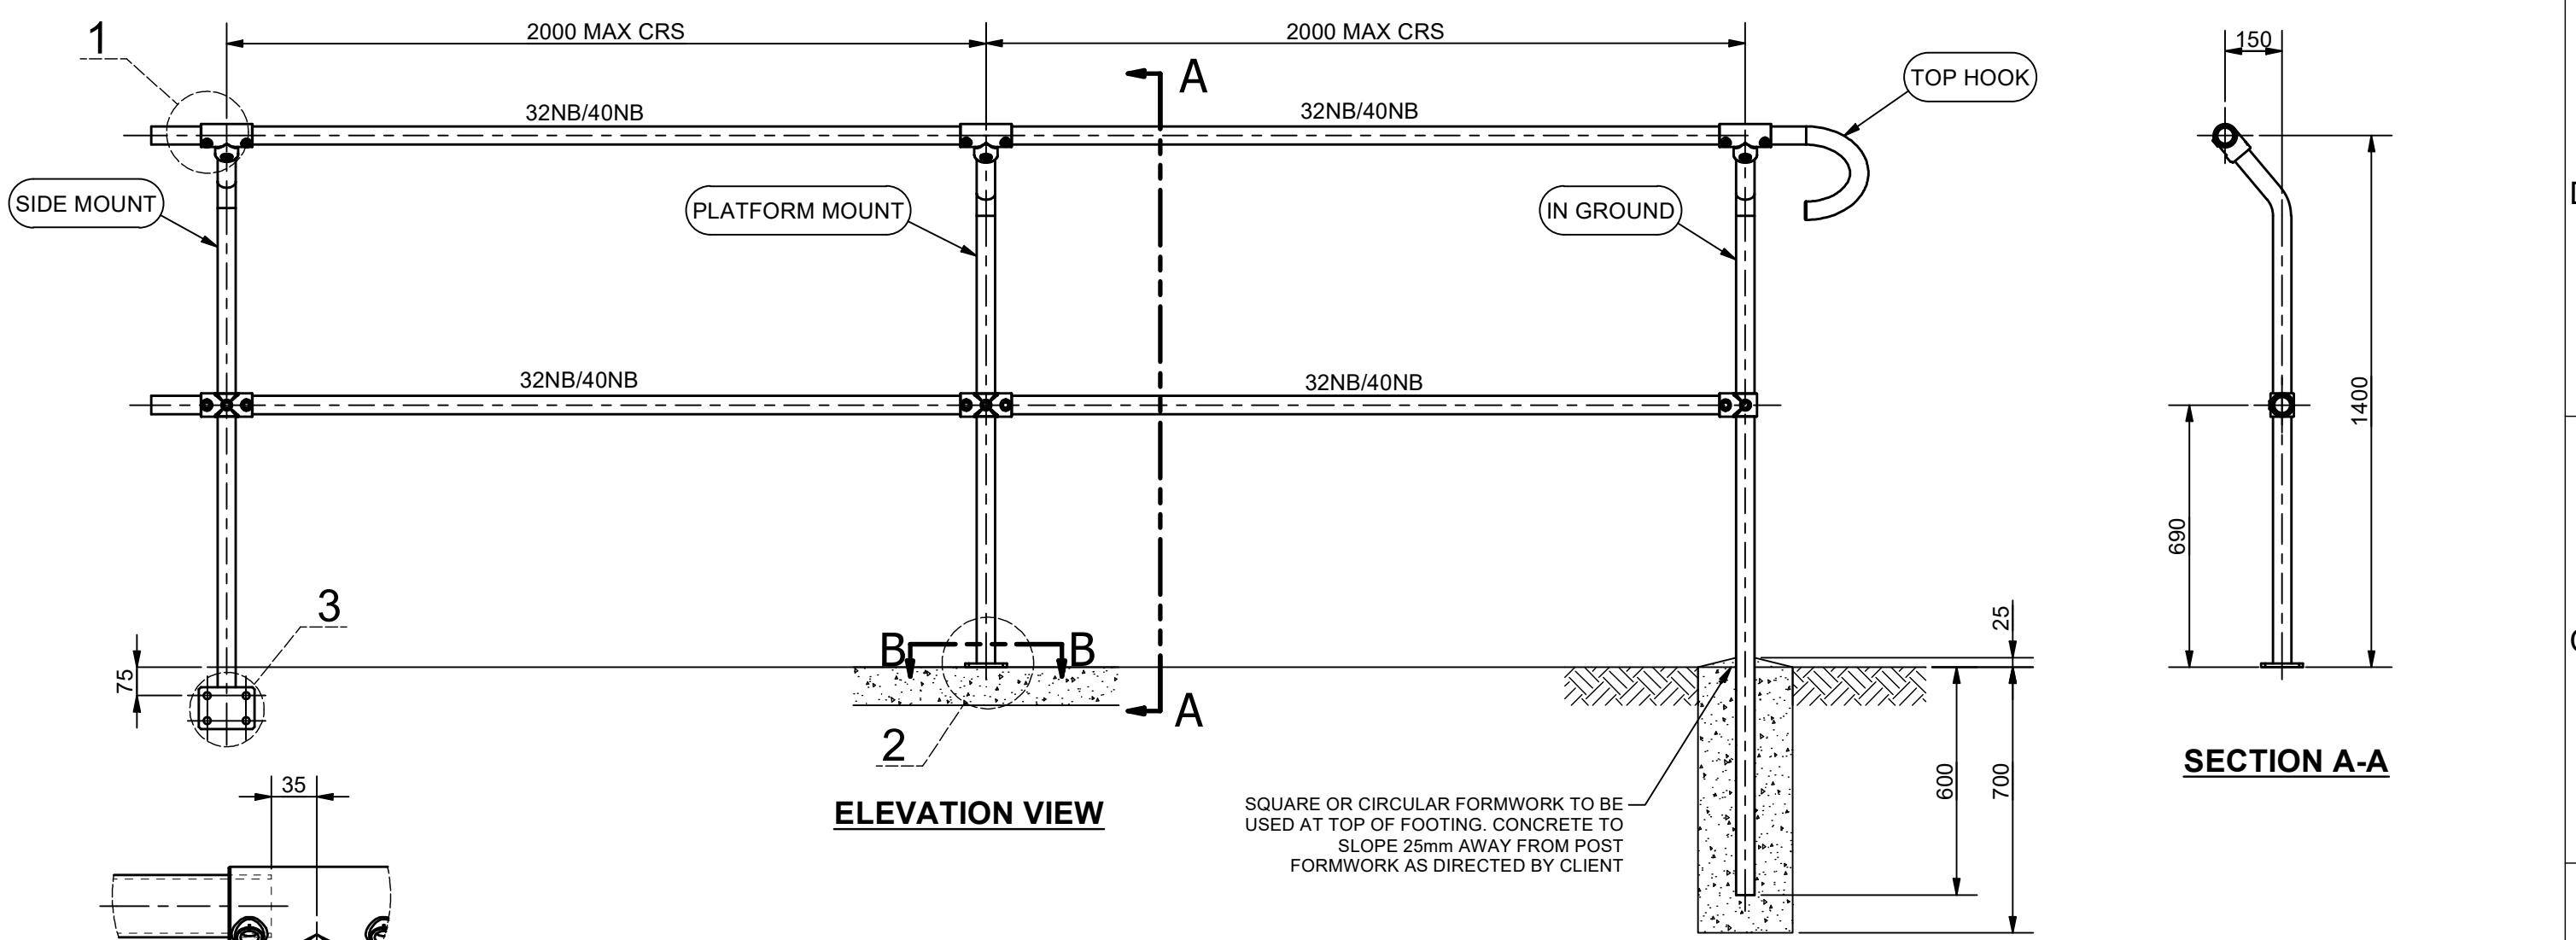 1
2000 MAX CRS
2000 MAX CRS
150
A
TOP HOOK
32NB/40NB
32NB/40NB
SIDE MOUNT
PLATFORM MOUNT
IN GROUND
D
32NB/40NB
32NB/40NB
1400
690
3
25
B
B
C
75
A
2
SECTION A-A
35
600
700
ELEVATION VIEW
SQUARE OR CIRCULAR FORMWORK TO BE
USED AT TOP OF FOOTING. CONCRETE TO
SLOPE 25mm AWAY FROM POST
FORMWORK AS DIRECTED BY CLIENT